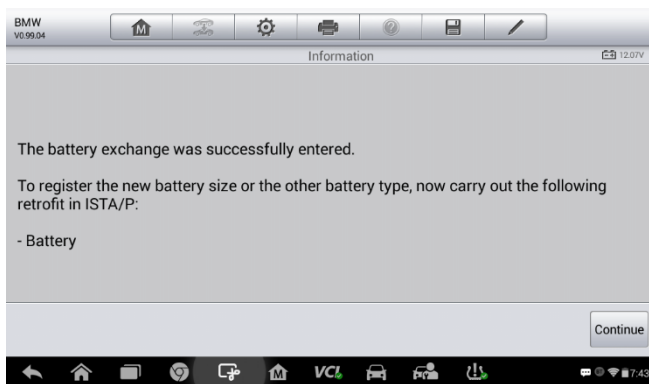 BMW
V0.99.04
M
Information
12.07V
The battery exchange was successfully entered.
To register the new battery size or the other battery type, now carry out the following
retrofit in ISTA/P:
- Battery
Continue
M
VCI
7:43